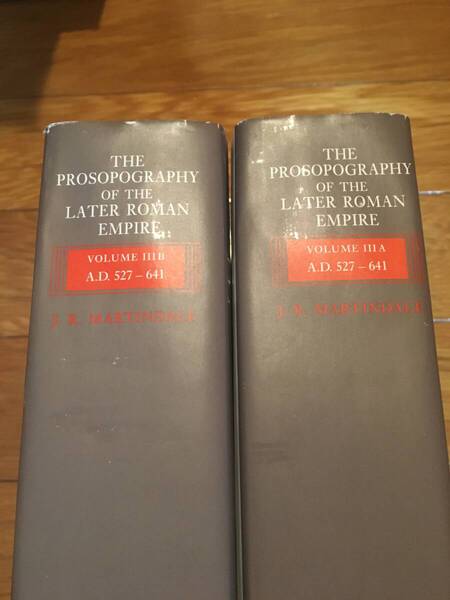 THE
PROSOPOGRAPHY
OF THE
LATER ROMAN
EMPIRE
VOLUME III B
A.D. 527 – 641
J. R. MARTINDALE
THE
PROSOPOGRAPHY
OF THE
LATER ROMAN
EMPIRE
VOLUME III A
A.D. 527 – 641
J. R. MARTINDALE